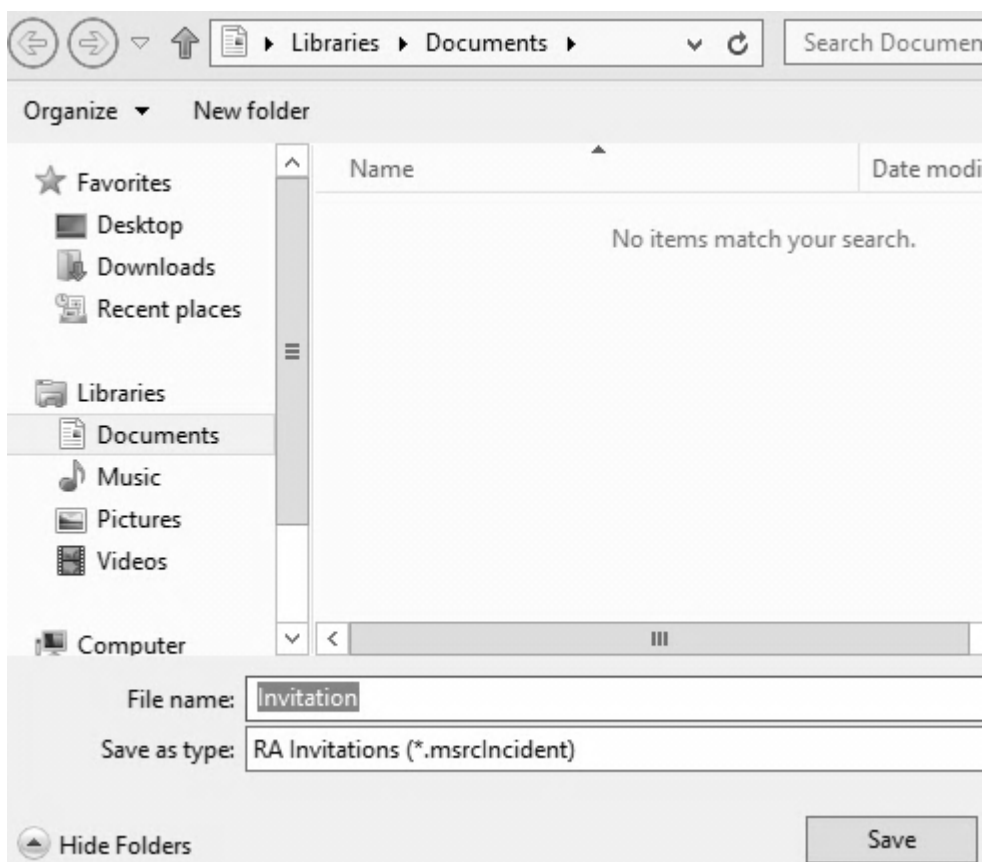 Libraries Documents Search Documen
Organize New folder
Name Date modi
Favorites
Desktop
Downloads
Recent places
No items match your search.
Libraries
Documents
Music
Pictures
Videos
Computer
File name: Invitation
Save as type: RA Invitations (*.msrcIncident)
Hide Folders Save